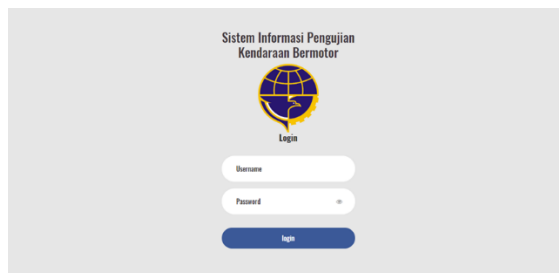 Sistem Informasi Pengujian
Kendaraan Bermotor
Login
Username
Password
login